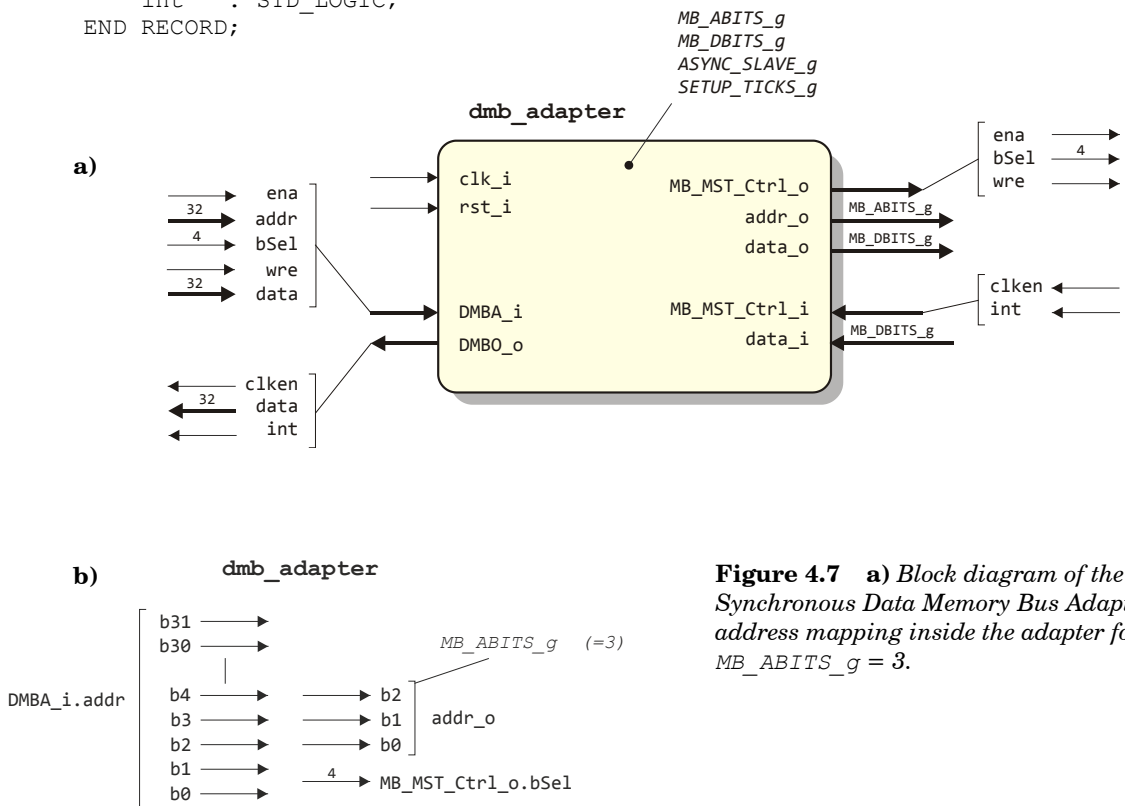 int : STD_LOGIC;
END RECORD;
MB_ABITS_g
MB_DBITS_g
ASYNC_SLAVE_g
SETUP_TICKS_g
dmb_adapter
a)
ena
32 addr
4 bSel
wre
32 data
clk_i
rst_i
DMBA_i
DMBO_o
MB_MST_Ctrl_o
addr_o
data_o
MB_MST_Ctrl_i
data_i
MB_ABITS_g
MB_DBITS_g
MB_DBITS_g
ena
bSel 4
wre
clken
int
clken
32 data
int
b)
dmb_adapter
b31
b30
MB_ABITS_g (=3)
DMBA_i.addr
b4 b2
b3 b1 addr_o
b2 b0
b1
4 MB_MST_Ctrl_o.bSel
b0
Figure 4.7 a) Block diagram of the
Synchronous Data Memory Bus
address mapping inside the adapter
MB_ABITS_g = 3.